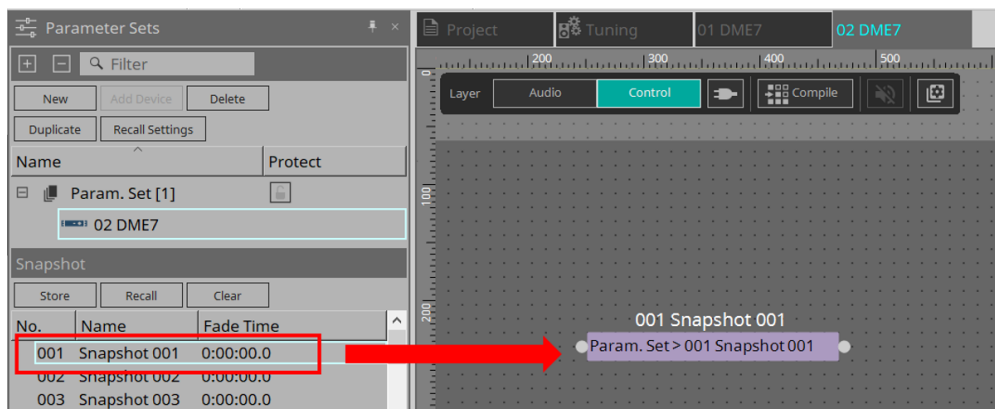 Parameter Sets
Filter
New Add Device Delete
Duplicate Recall Settings
Name Protect
Param. Set [1]
02 DME7
Snapshot
Store Recall Clear
No. Name Fade Time
001 Snapshot 001 0:00:00.0
002 Snapshot 002 0:00:00.0
003 Snapshot 003 0:00:00.0
Project Tuning 01 DME7 02 DME7
200 300 400 500
Layer Audio Control Compile
0
100
200
001 Snapshot 001
Param. Set > 001 Snapshot 001